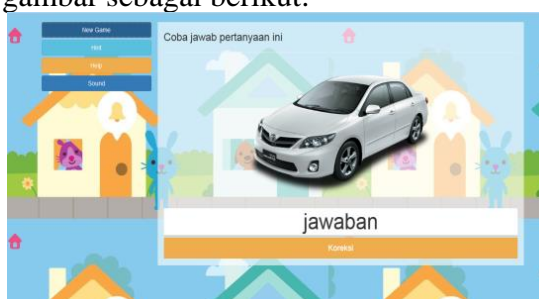 gambar sebagai berikut:
New Game
Hint
Help
Sound
Coba jawab pertanyaan ini
jawaban
Koreksi